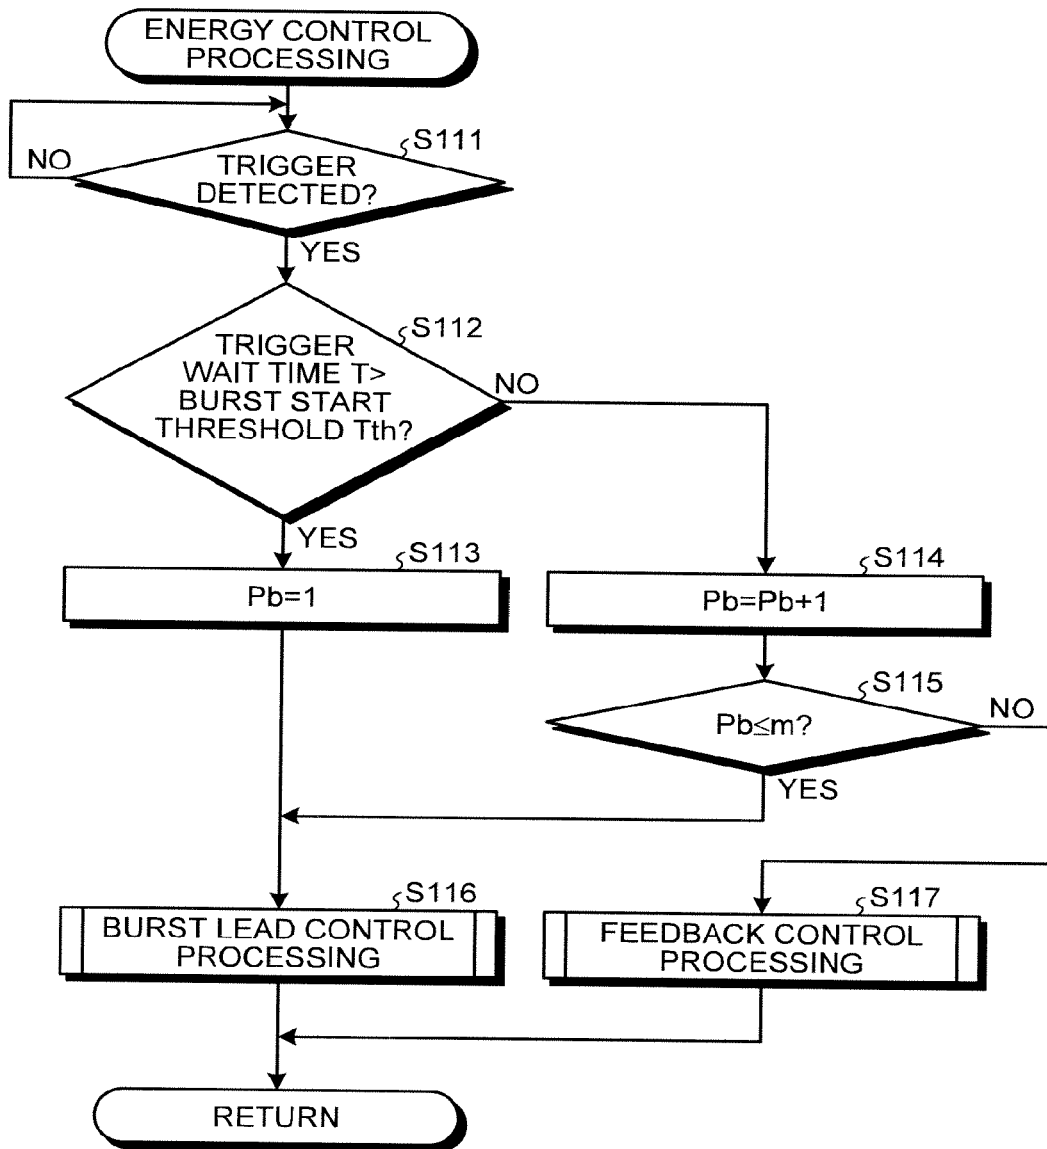 ENERGY CONTROL
PROCESSING
S111
NO
TRIGGER
DETECTED?
YES
S112
TRIGGER
WAIT TIME T>
BURST START
THRESHOLD Tth?
NO
YES
S113
Pb=1
S114
Pb=Pb+1
S115
Pb≤m?
NO
YES
S116
BURST LEAD CONTROL
PROCESSING
S117
FEEDBACK CONTROL
PROCESSING
RETURN